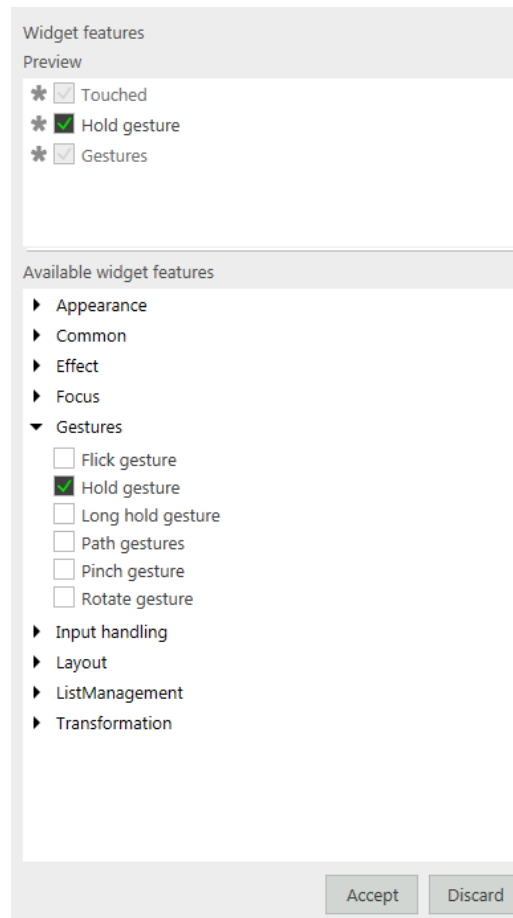 Widget features
Preview
Touched
Hold gesture
Gestures
Available widget features
Appearance
Common
Effect
Focus
Gestures
Flick gesture
Hold gesture
Long hold gesture
Path gestures
Pinch gesture
Rotate gesture
Input handling
Layout
ListManagement
Transformation
Accept Discard